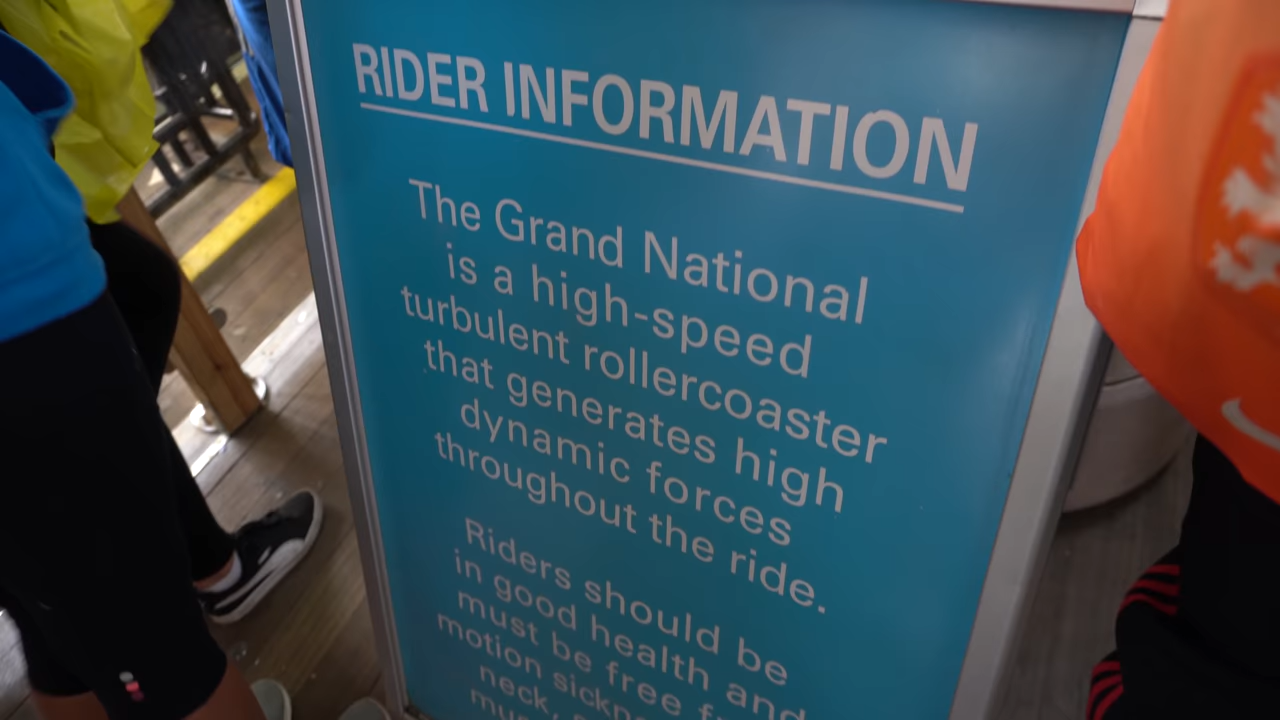 RIDER INFORMATION
The Grand National
is a high-speed
turbulent rollercoaster
that generates high
dynamic forces
throughout the ride.
Riders should be
in good health and
must be free
motion
neck,